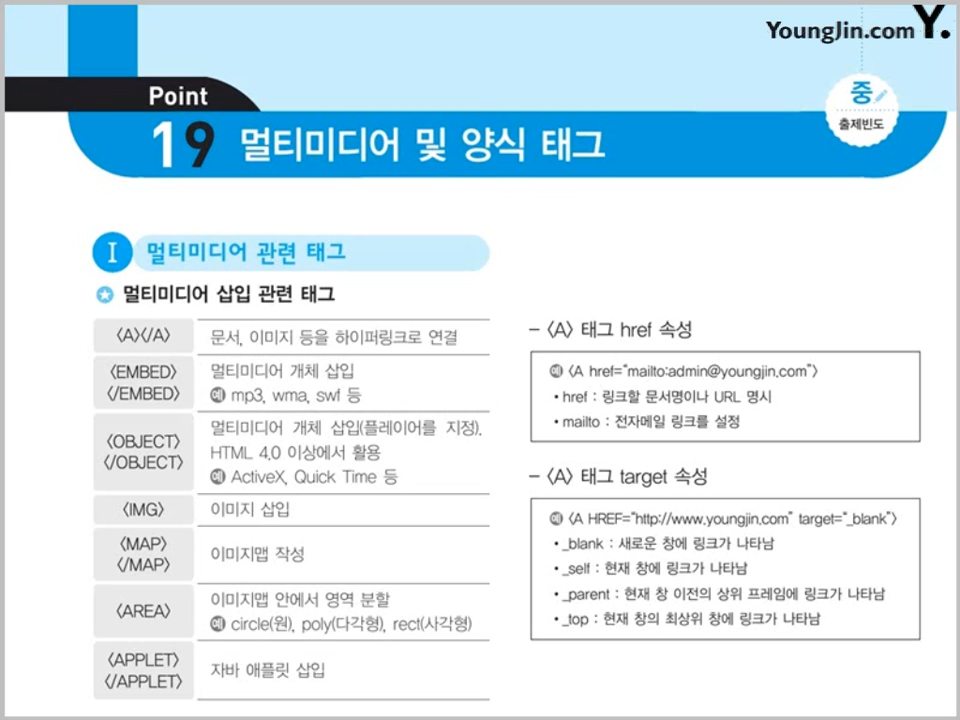 YoungJin.com Y.
Point
19 멀티미디어 및 양식 태그
중
출제빈도
I 멀티미디어 관련 태그
멀티미디어 삽입 관련 태그
〈A〉〈/A〉
문서, 이미지 등을 하이퍼링크로 연결
〈EMBED〉
〈/EMBED〉
멀티미디어 개체 삽입
예 mp3, wma, swf 등
〈OBJECT〉
〈/OBJECT〉
멀티미디어 개체 삽입(플레이어를 지정).
HTML 4.0 이상에서 활용
예 ActiveX, Quick Time 등
〈IMG〉
이미지 삽입
〈MAP〉
〈/MAP〉
이미지맵 작성
〈AREA〉
이미지맵 안에서 영역 분할
예 circle(원), poly(다각형), rect(사각형)
〈APPLET〉
〈/APPLET〉
자바 애플릿 삽입
– 〈A〉 태그 href 속성
예 〈A href=“mailto:admin@youngjin.com”〉
• href : 링크할 문서명이나 URL 명시
• mailto : 전자메일 링크를 설정
– 〈A〉 태그 target 속성
예 〈A HREF=“http://www.youngjin.com” target=“_blank”〉
• _blank : 새로운 창에 링크가 나타남
• _self : 현재 창에 링크가 나타남
• _parent : 현재 창 이전의 상위 프레임에 링크가 나타남
• _top : 현재 창의 최상위 창에 링크가 나타남